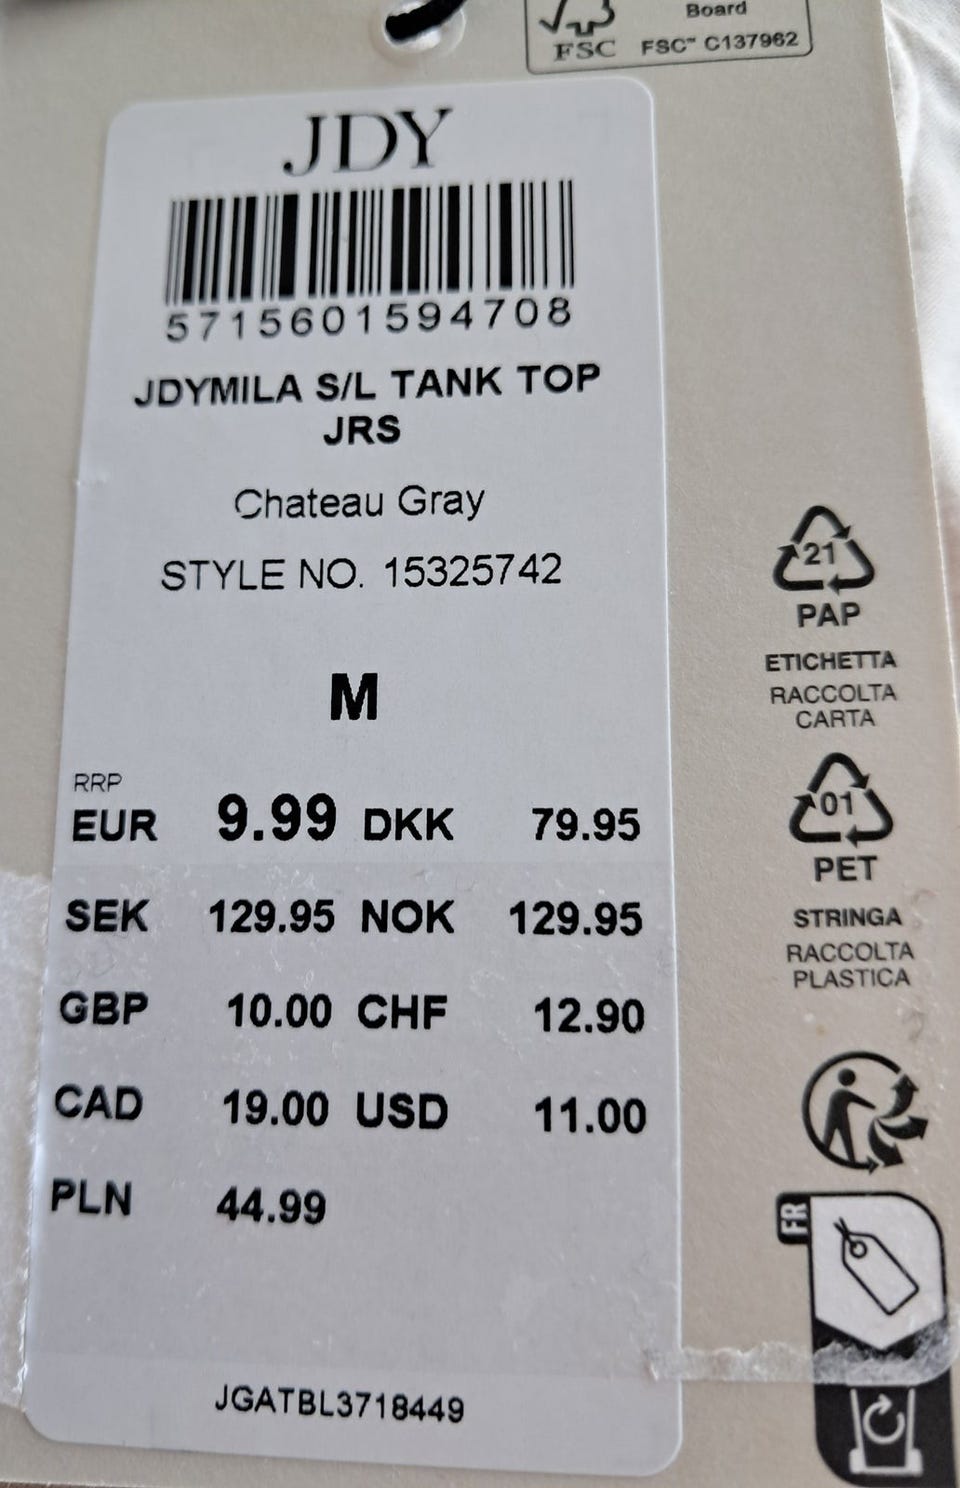 Board
FSC
FSC™ C137962
JDY
5715601594708
JDYMILA S/L TANK TOP
JRS
Chateau Gray
STYLE NO. 15325742
M
RRP
EUR 9.99 DKK 79.95
SEK 129.95 NOK 129.95
GBP 10.00 CHF 12.90
CAD 19.00 USD 11.00
PLN 44.99
JGATBL3718449
21
PAP
ETICHETTA
RACCOLTA
CARTA
01
PET
STRINGA
RACCOLTA
PLASTICA
FR